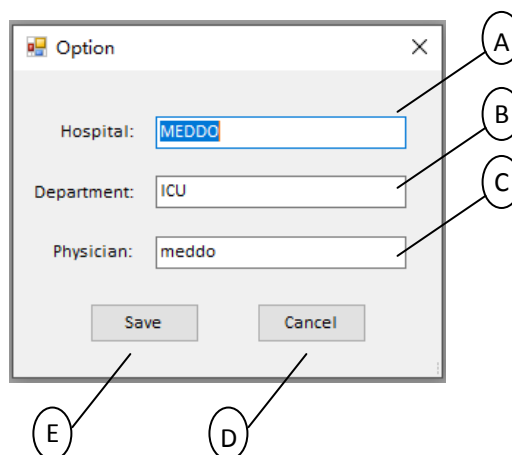 Option
A
Hospital: MEDDO
B
Department: ICU
C
Physician: meddo
Save Cancel
E D